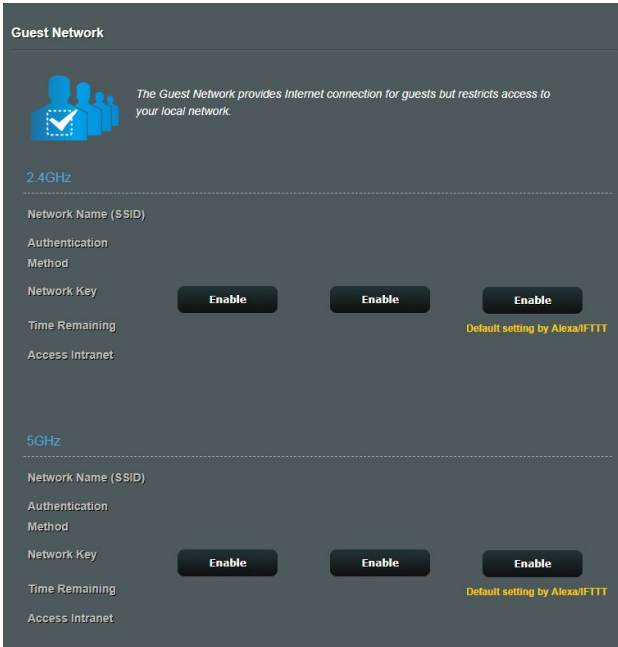 Guest Network
The Guest Network provides Internet connection for guests but restricts access to
your local network.
2.4GHz
Network Name (SSID)
Authentication
Method
Network Key
Enable Enable Enable
Time Remaining
Default setting by Alexa/IFTTT
Access Intranet
5GHz
Network Name (SSID)
Authentication
Method
Network Key
Enable Enable Enable
Time Remaining
Default setting by Alexa/IFTTT
Access Intranet